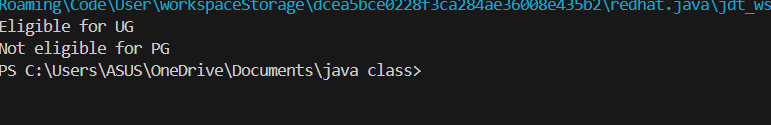 Roaming\Code\User\workspaceStorage\dcea5bce0228f3ca284ae36008e435b2\redhat.java\jdt_ws
Eligible for UG
Not eligible for PG
PS C:\Users\ASUS\OneDrive\Documents\java class>